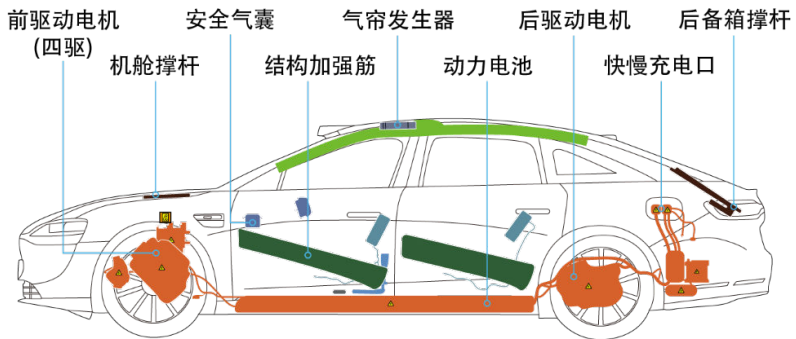 前驱动电机
(四驱)
安全气囊
气帘发生器
后驱动电机
后备箱撑杆
机舱撑杆
结构加强筋
动力电池
快慢充电口